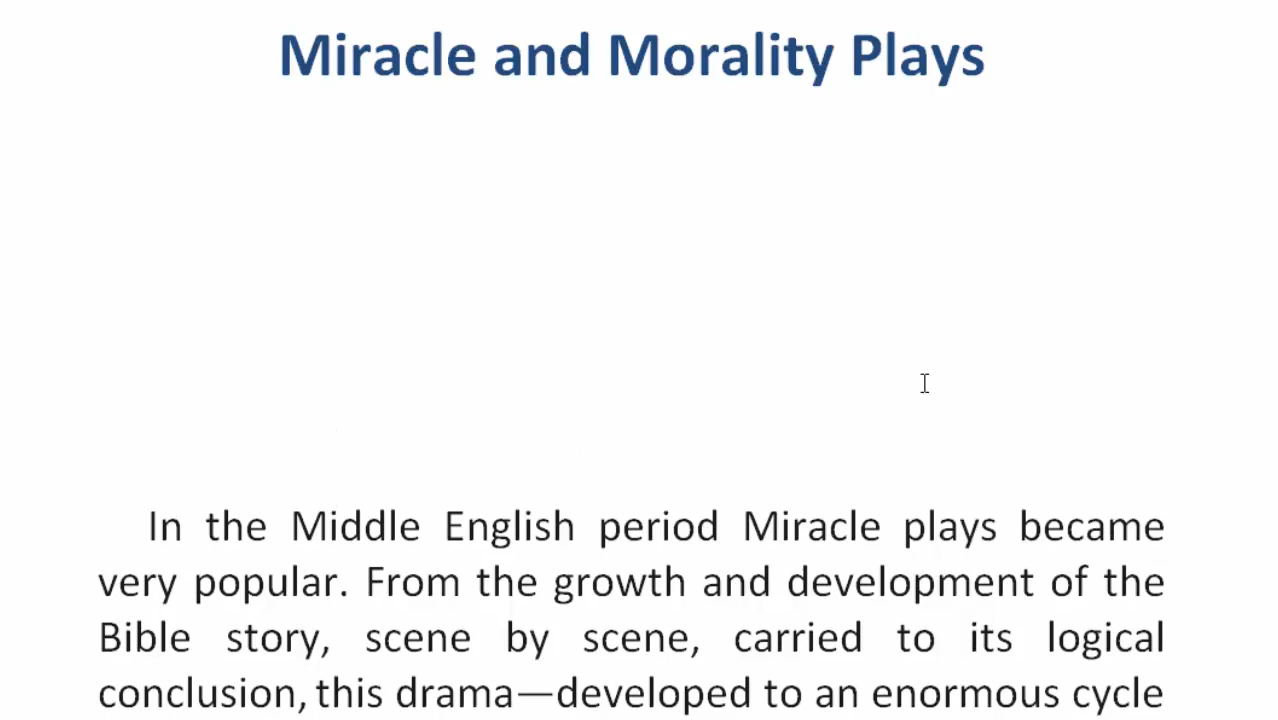 Miracle and Morality Plays
In the Middle English period Miracle plays became
very popular. From the growth and development of the
Bible story, scene by scene, carried to its logical
conclusion, this drama—developed to an enormous cycle